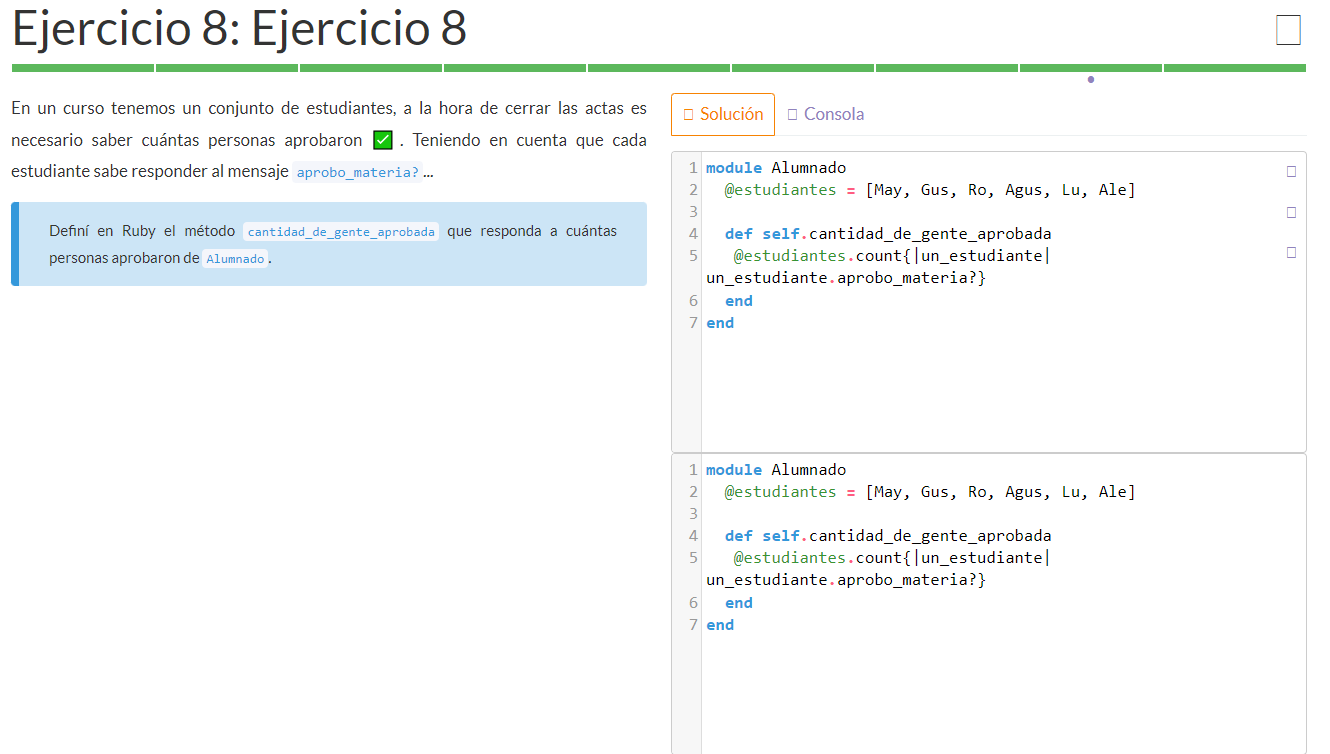 Ejercicio 8: Ejercicio 8
En un curso tenemos un conjunto de estudiantes, a la hora de cerrar las actas es
necesario saber cuántas personas aprobaron ✅ . Teniendo en cuenta que cada
estudiante sabe responder al mensaje aprobo_materia? ...
Definí en Ruby el método cantidad_de_gente_aprobada que responda a cuántas
personas aprobaron de Alumnado.
Solución
Consola
1 module Alumnado
2   @estudiantes = [May, Gus, Ro, Agus, Lu, Ale]
3
4   def self.cantidad_de_gente_aprobada
5    @estudiantes.count{|un_estudiante|
un_estudiante.aprobo_materia?}
6   end
7 end
1 module Alumnado
2   @estudiantes = [May, Gus, Ro, Agus, Lu, Ale]
3
4   def self.cantidad_de_gente_aprobada
5    @estudiantes.count{|un_estudiante|
un_estudiante.aprobo_materia?}
6   end
7 end